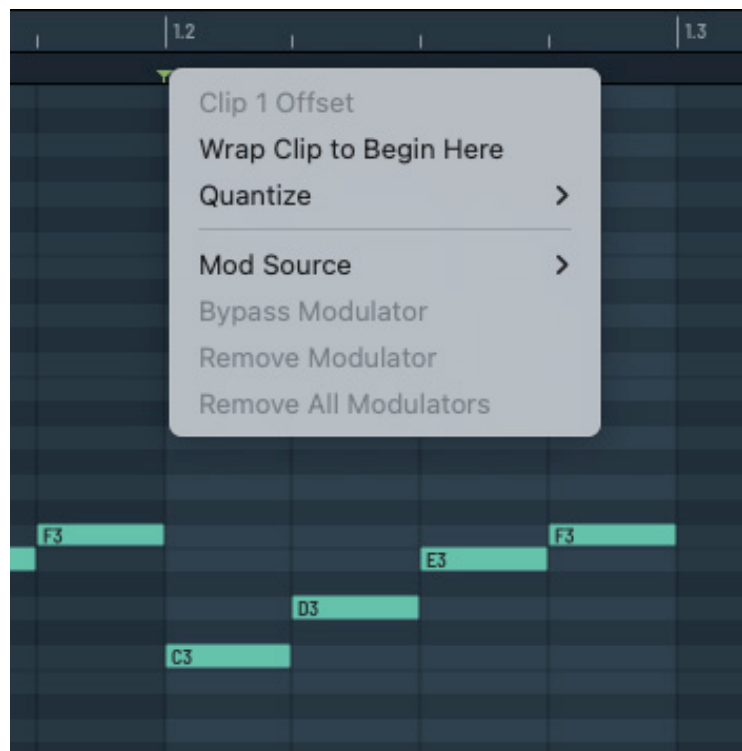 1.2
1.3
Clip 1 Offset
Wrap Clip to Begin Here
Quantize
Mod Source
Bypass Modulator
Remove Modulator
Remove All Modulators
F3
F3
E3
D3
C3